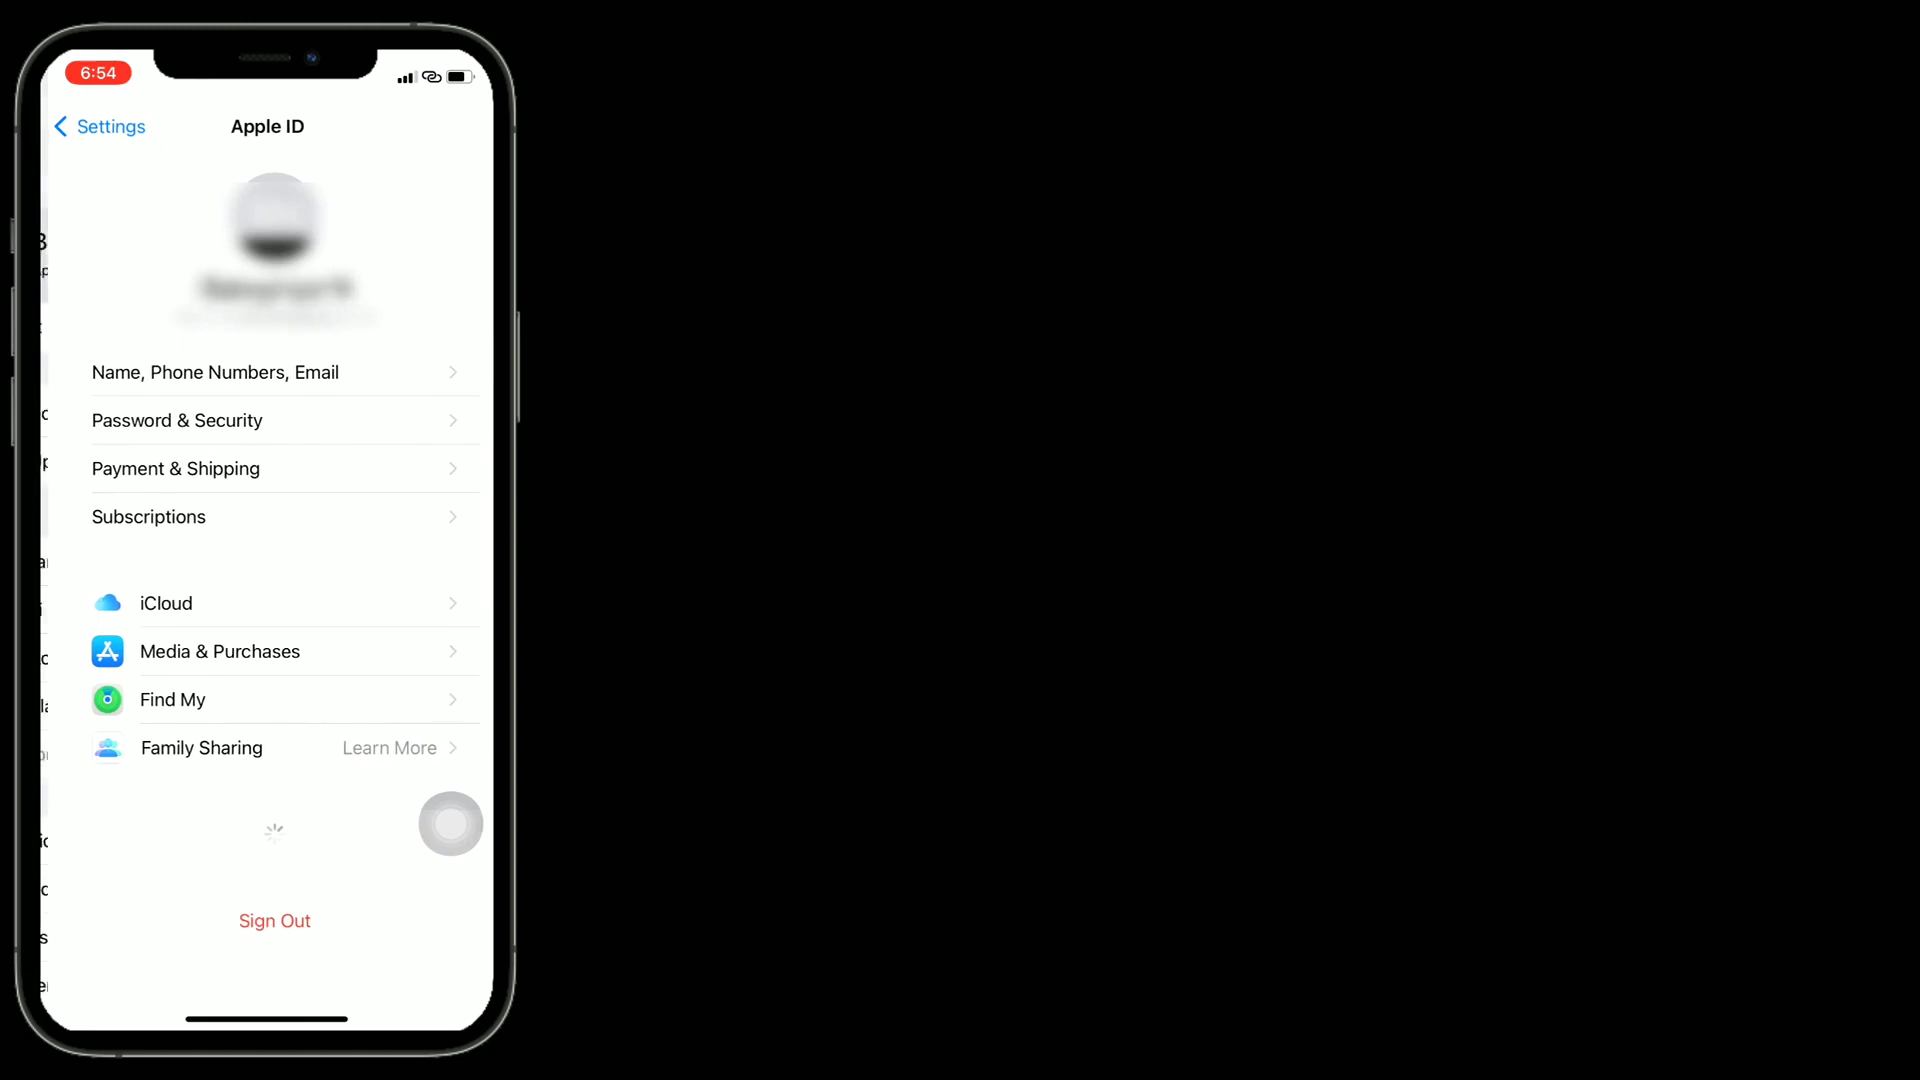 6:54
Settings
Apple ID
Name, Phone Numbers, Email
Password & Security
Payment & Shipping
Subscriptions
iCloud
Media & Purchases
Find My
Family Sharing Learn More
Sign Out